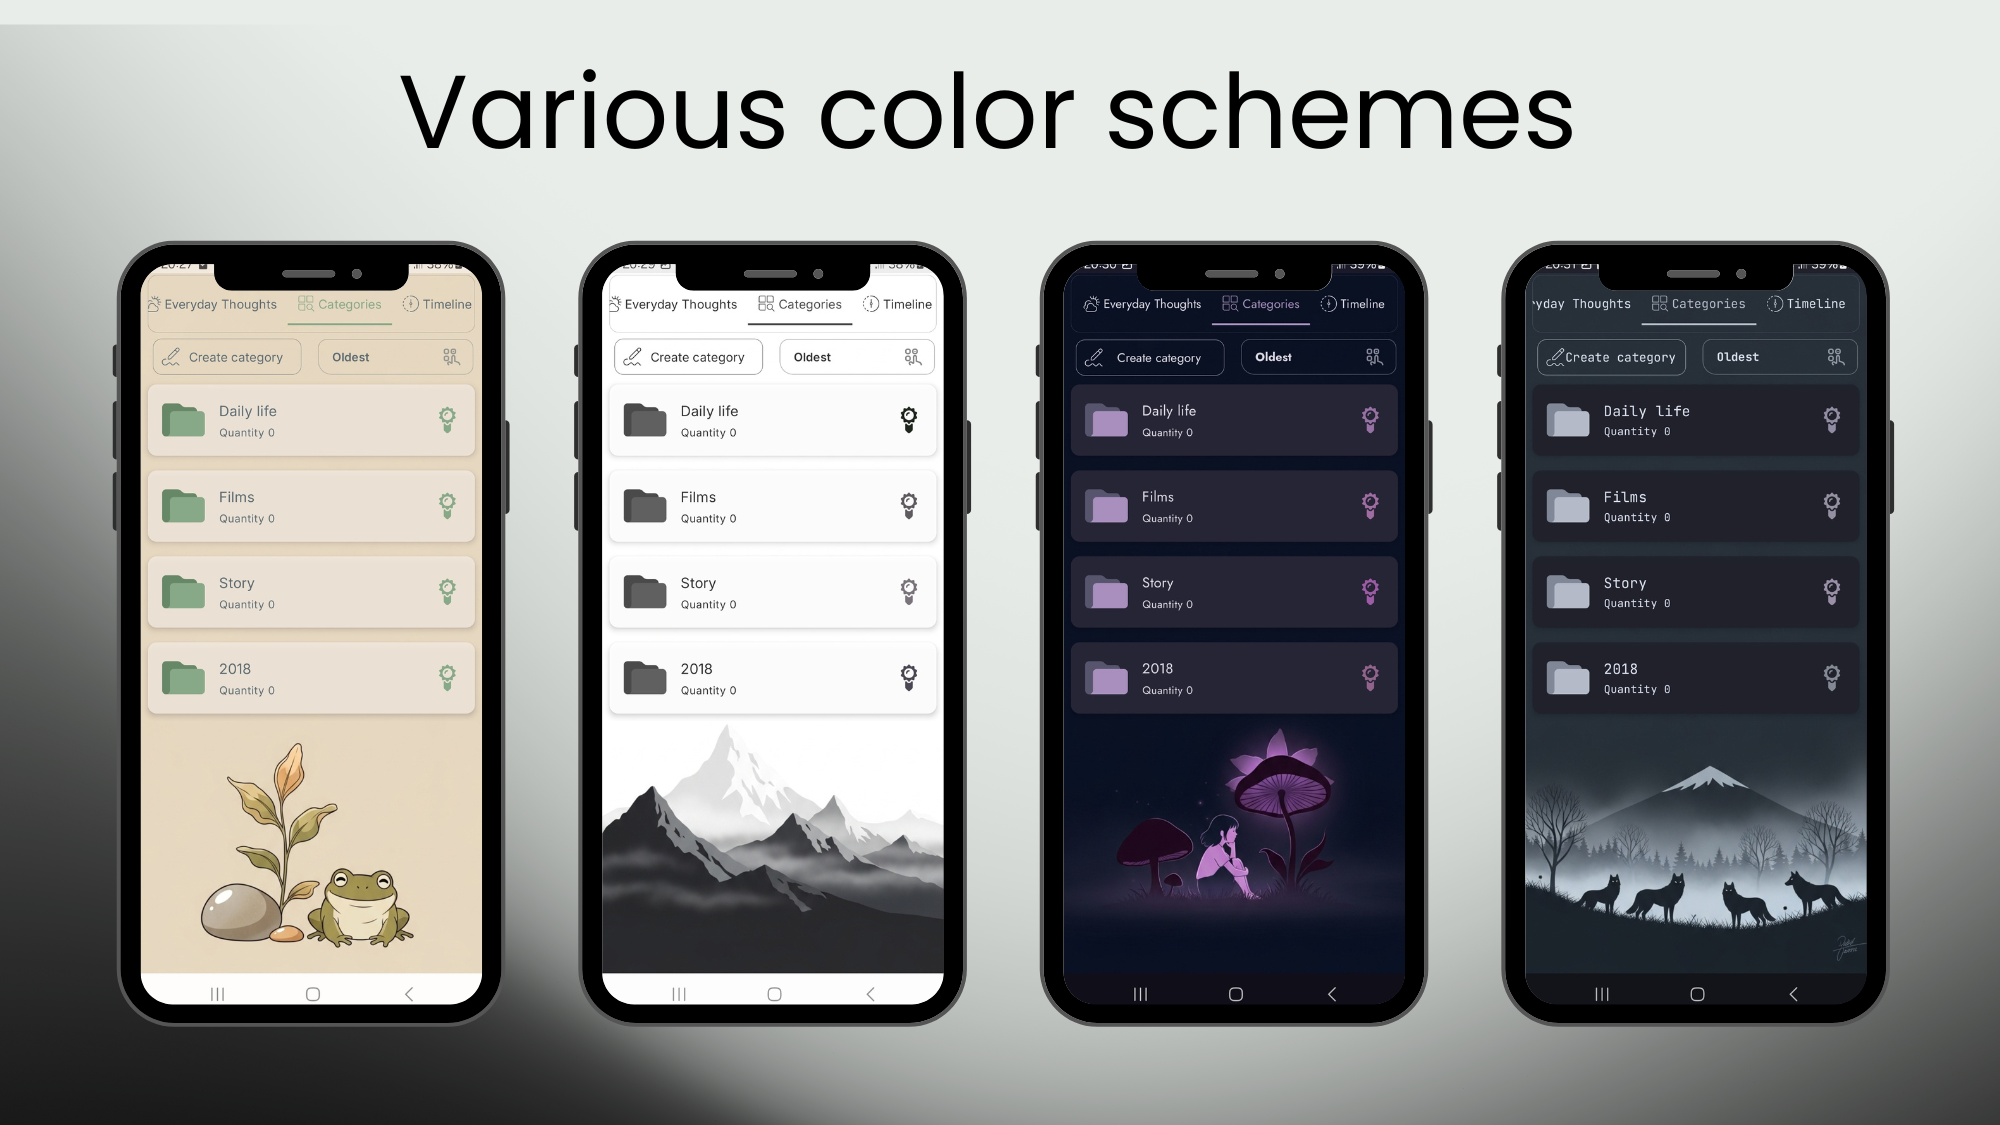 Various color schemes
Everyday Thoughts Categories Timeline
Create category Oldest
Daily life
Quantity 0
Films
Quantity 0
Story
Quantity 0
2018
Quantity 0
Everyday Thoughts Categories Timeline
Create category Oldest
Daily life
Quantity 0
Films
Quantity 0
Story
Quantity 0
2018
Quantity 0
Everyday Thoughts Categories Timeline
Create category Oldest
Daily life
Quantity 0
Films
Quantity 0
Story
Quantity 0
2018
Quantity 0
yday Thoughts Categories Timeline
Create category Oldest
Daily life
Quantity 0
Films
Quantity 0
Story
Quantity 0
2018
Quantity 0